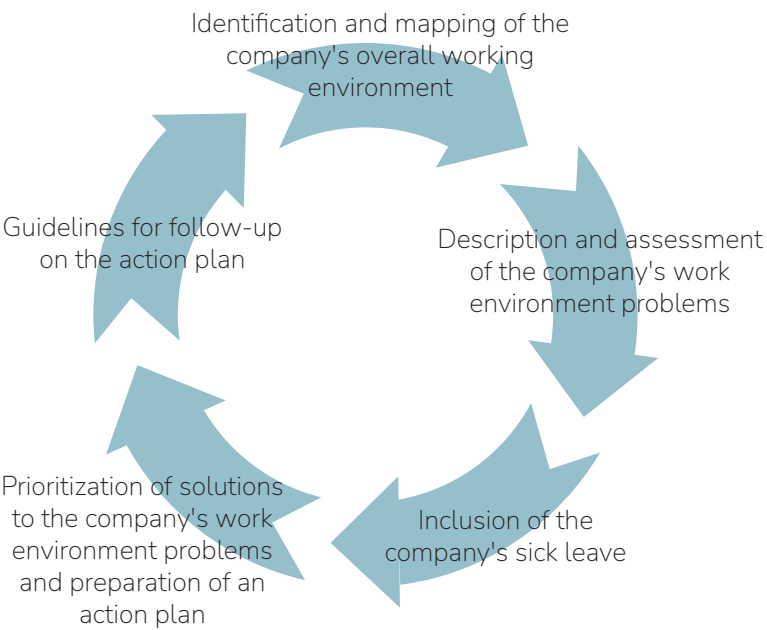 Identification and mapping of the
company's overall working
environment
Description and assessment
of the company's work
environment problems
Inclusion of the
company's sick leave
Prioritization of solutions
to the company's work
environment problems
and preparation of an
action plan
Guidelines for follow-up
on the action plan